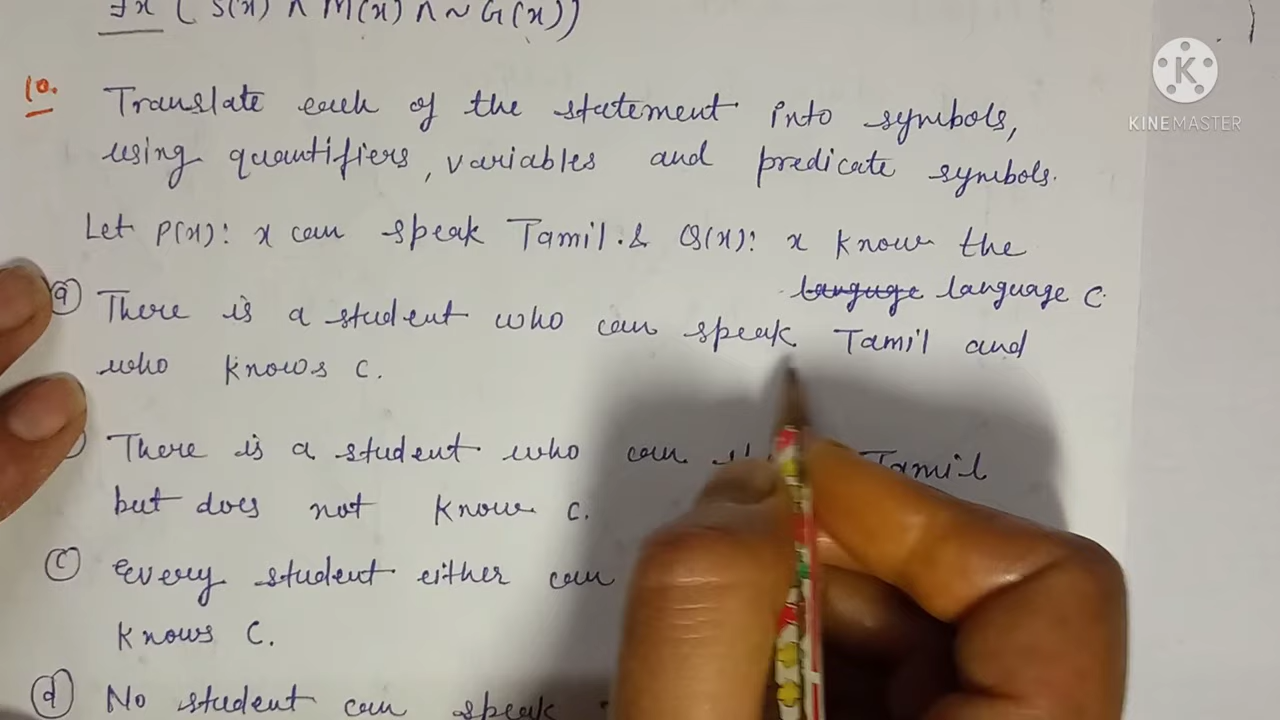 ∃x ( S(x) ∧ M(x) ∧ ~ G(x))
K
KINEMASTER
10. Translate each of the statement into symbols,
using quantifiers, variables and predicate symbols.
Let P(x): x can speak Tamil. & Q(x): x know the
language C.
(a) There is a student who can speak Tamil and
who knows C.
There is a student who can Tamil
but does not know C.
(c) Every student either can
knows C.
(d) No student can speak